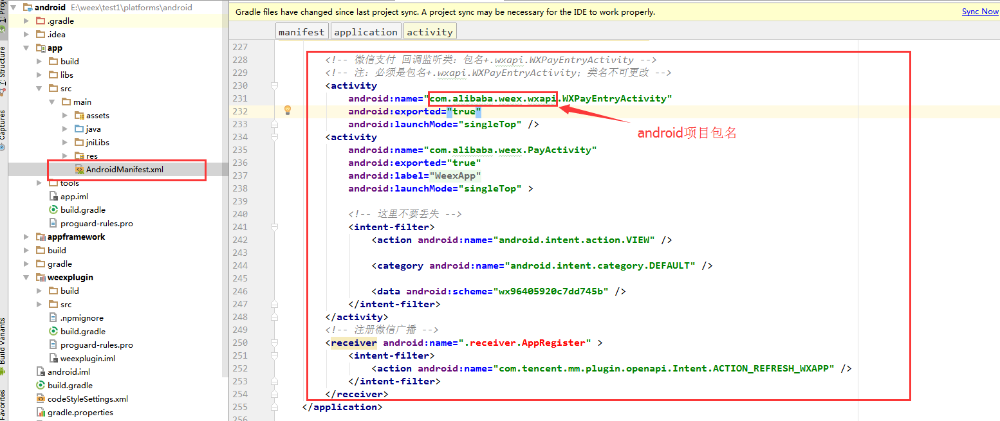 android E:\weex\test1\platforms\android
.gradle
.idea
app
build
libs
src
main
assets
java
jniLibs
res
AndroidManifest.xml
tools
app.iml
build.gradle
proguard-rules.pro
appframework
build
gradle
weexplugin
build
src
.npmignore
build.gradle
proguard-rules.pro
weexplugin.iml
android.iml
build.gradle
codeStyleSettings.xml
gradle.properties
Z: Structure
Captures
Build Variants
Favorites
Gradle files have changed since last project sync. A project sync may be necessary for the IDE to work properly.
Sync Now
manifest application activity
227
228 <!-- 微信支付 回调监听类: 包名+.wxapi.WXPayEntryActivity -->
229 <!-- 注: 必须是包名+.wxapi.WXPayEntryActivity; 类名不可更改 -->
230 <activity
231 android:name="com.alibaba.weex.wxapi.WXPayEntryActivity"
232 android:exported="true"
233 android:launchMode="singleTop" />
android项目包名
234 <activity
235 android:name="com.alibaba.weex.PayActivity"
236 android:exported="true"
237 android:label="WeexApp"
238 android:launchMode="singleTop" >
239
240 <!-- 这里不要丢失 -->
241 <intent-filter>
242 <action android:name="android.intent.action.VIEW" />
243
244 <category android:name="android.intent.category.DEFAULT" />
245
246 <data android:scheme="wx96405920c7dd745b" />
247 </intent-filter>
248 </activity>
249 <!-- 注册微信广播 -->
250 <receiver android:name=".receiver.AppRegister" >
251 <intent-filter>
252 <action android:name="com.tencent.mm.plugin.openapi.Intent.ACTION_REFRESH_WXAPP" />
253 </intent-filter>
254 </receiver>
255 </application>
256